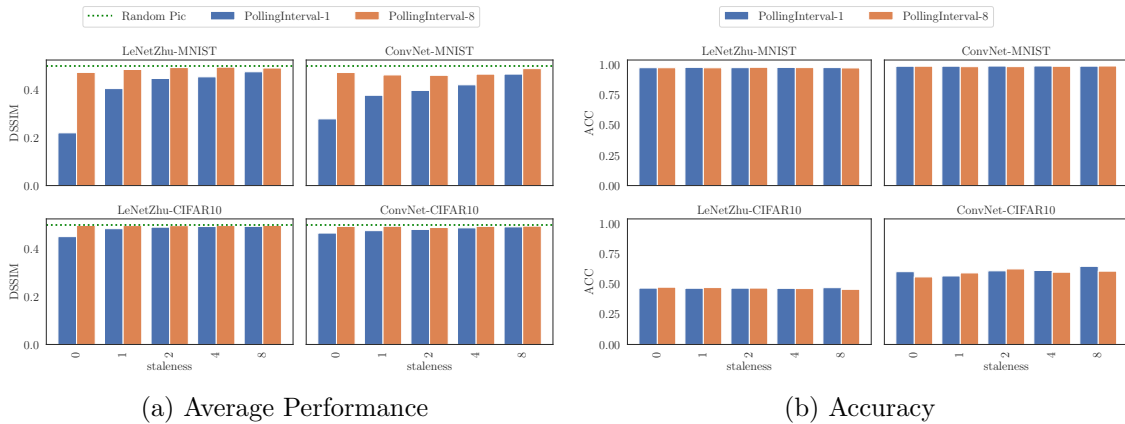 Random Pic PollingInterval-1 PollingInterval-8
LeNetZhu-MNIST ConvNet-MNIST
DSSIM
0.4
0.2
0.0
LeNetZhu-CIFAR10 ConvNet-CIFAR10
DSSIM
0.4
0.2
0.0
0 1 2 4 8 0 1 2 4 8
staleness staleness
(a) Average Performance
PollingInterval-1 PollingInterval-8
LeNetZhu-MNIST ConvNet-MNIST
ACC
1.00
0.75
0.50
0.25
0.00
LeNetZhu-CIFAR10 ConvNet-CIFAR10
ACC
1.00
0.75
0.50
0.25
0.00
0 1 2 4 8 0 1 2 4 8
staleness staleness
(b) Accuracy